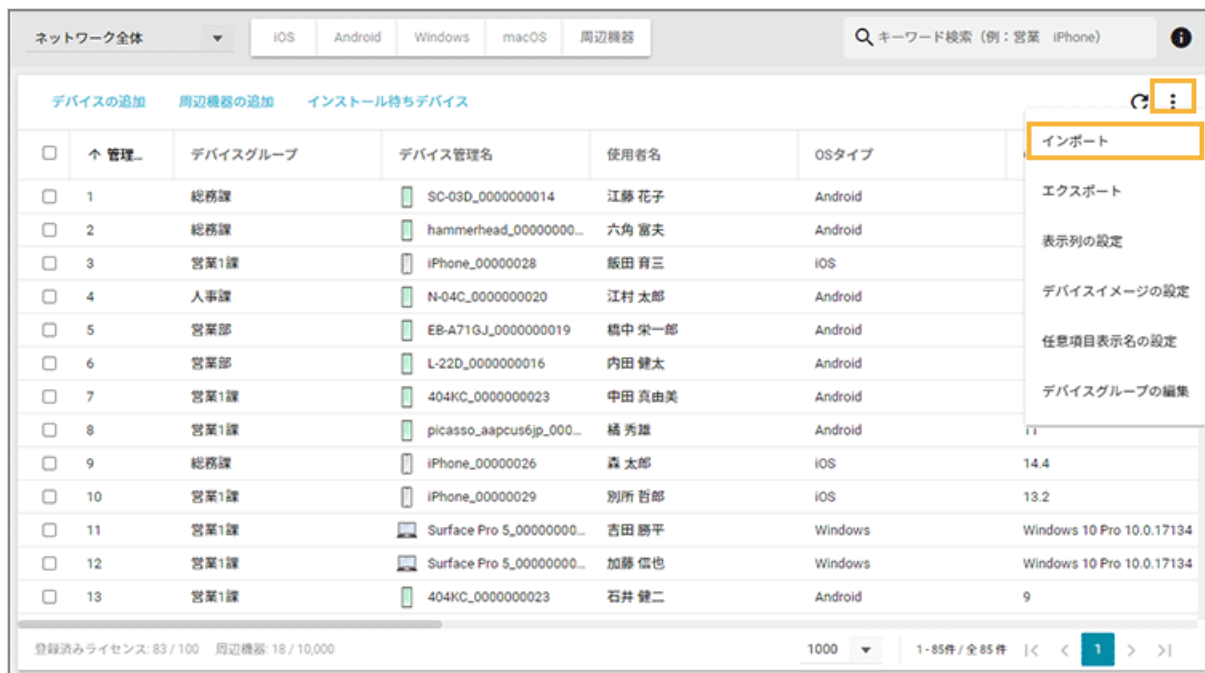 ネットワーク全体 iOS Android Windows macOS 周辺機器 キーワード検索（例：営業 iPhone）
デバイスの追加 周辺機器の追加 インストール待ちデバイス
管理… デバイスグループ デバイス管理名 使用者名 OSタイプ
1 総務課 SC-03D_0000000014 江藤 花子 Android
2 総務課 hammerhead_00000000… 六角 富夫 Android
3 営業1課 iPhone_00000028 飯田 育三 iOS
4 人事課 N-04C_0000000020 江村 太郎 Android
5 営業部 EB-A71GJ_0000000019 橋中 栄一郎 Android
6 営業部 L-22D_0000000016 内田 健太 Android
7 営業1課 404KC_0000000023 中田 真由美 Android
8 営業1課 picasso_aapcus6jp_000… 橘 秀雄 Android 11
9 総務課 iPhone_00000026 森 太郎 iOS 14.4
10 営業1課 iPhone_00000029 別所 哲郎 iOS 13.2
11 営業1課 Surface Pro 5_00000000… 吉田 勝平 Windows Windows 10 Pro 10.0.17134
12 営業1課 Surface Pro 5_00000000… 加藤 信也 Windows Windows 10 Pro 10.0.17134
13 営業1課 404KC_0000000023 石井 健二 Android 9
インポート
エクスポート
表示列の設定
デバイスイメージの設定
任意項目表示名の設定
デバイスグループの編集
登録済みライセンス: 83 / 100 周辺機器: 18 / 10,000 1000 1 - 85件 / 全 85 件 1